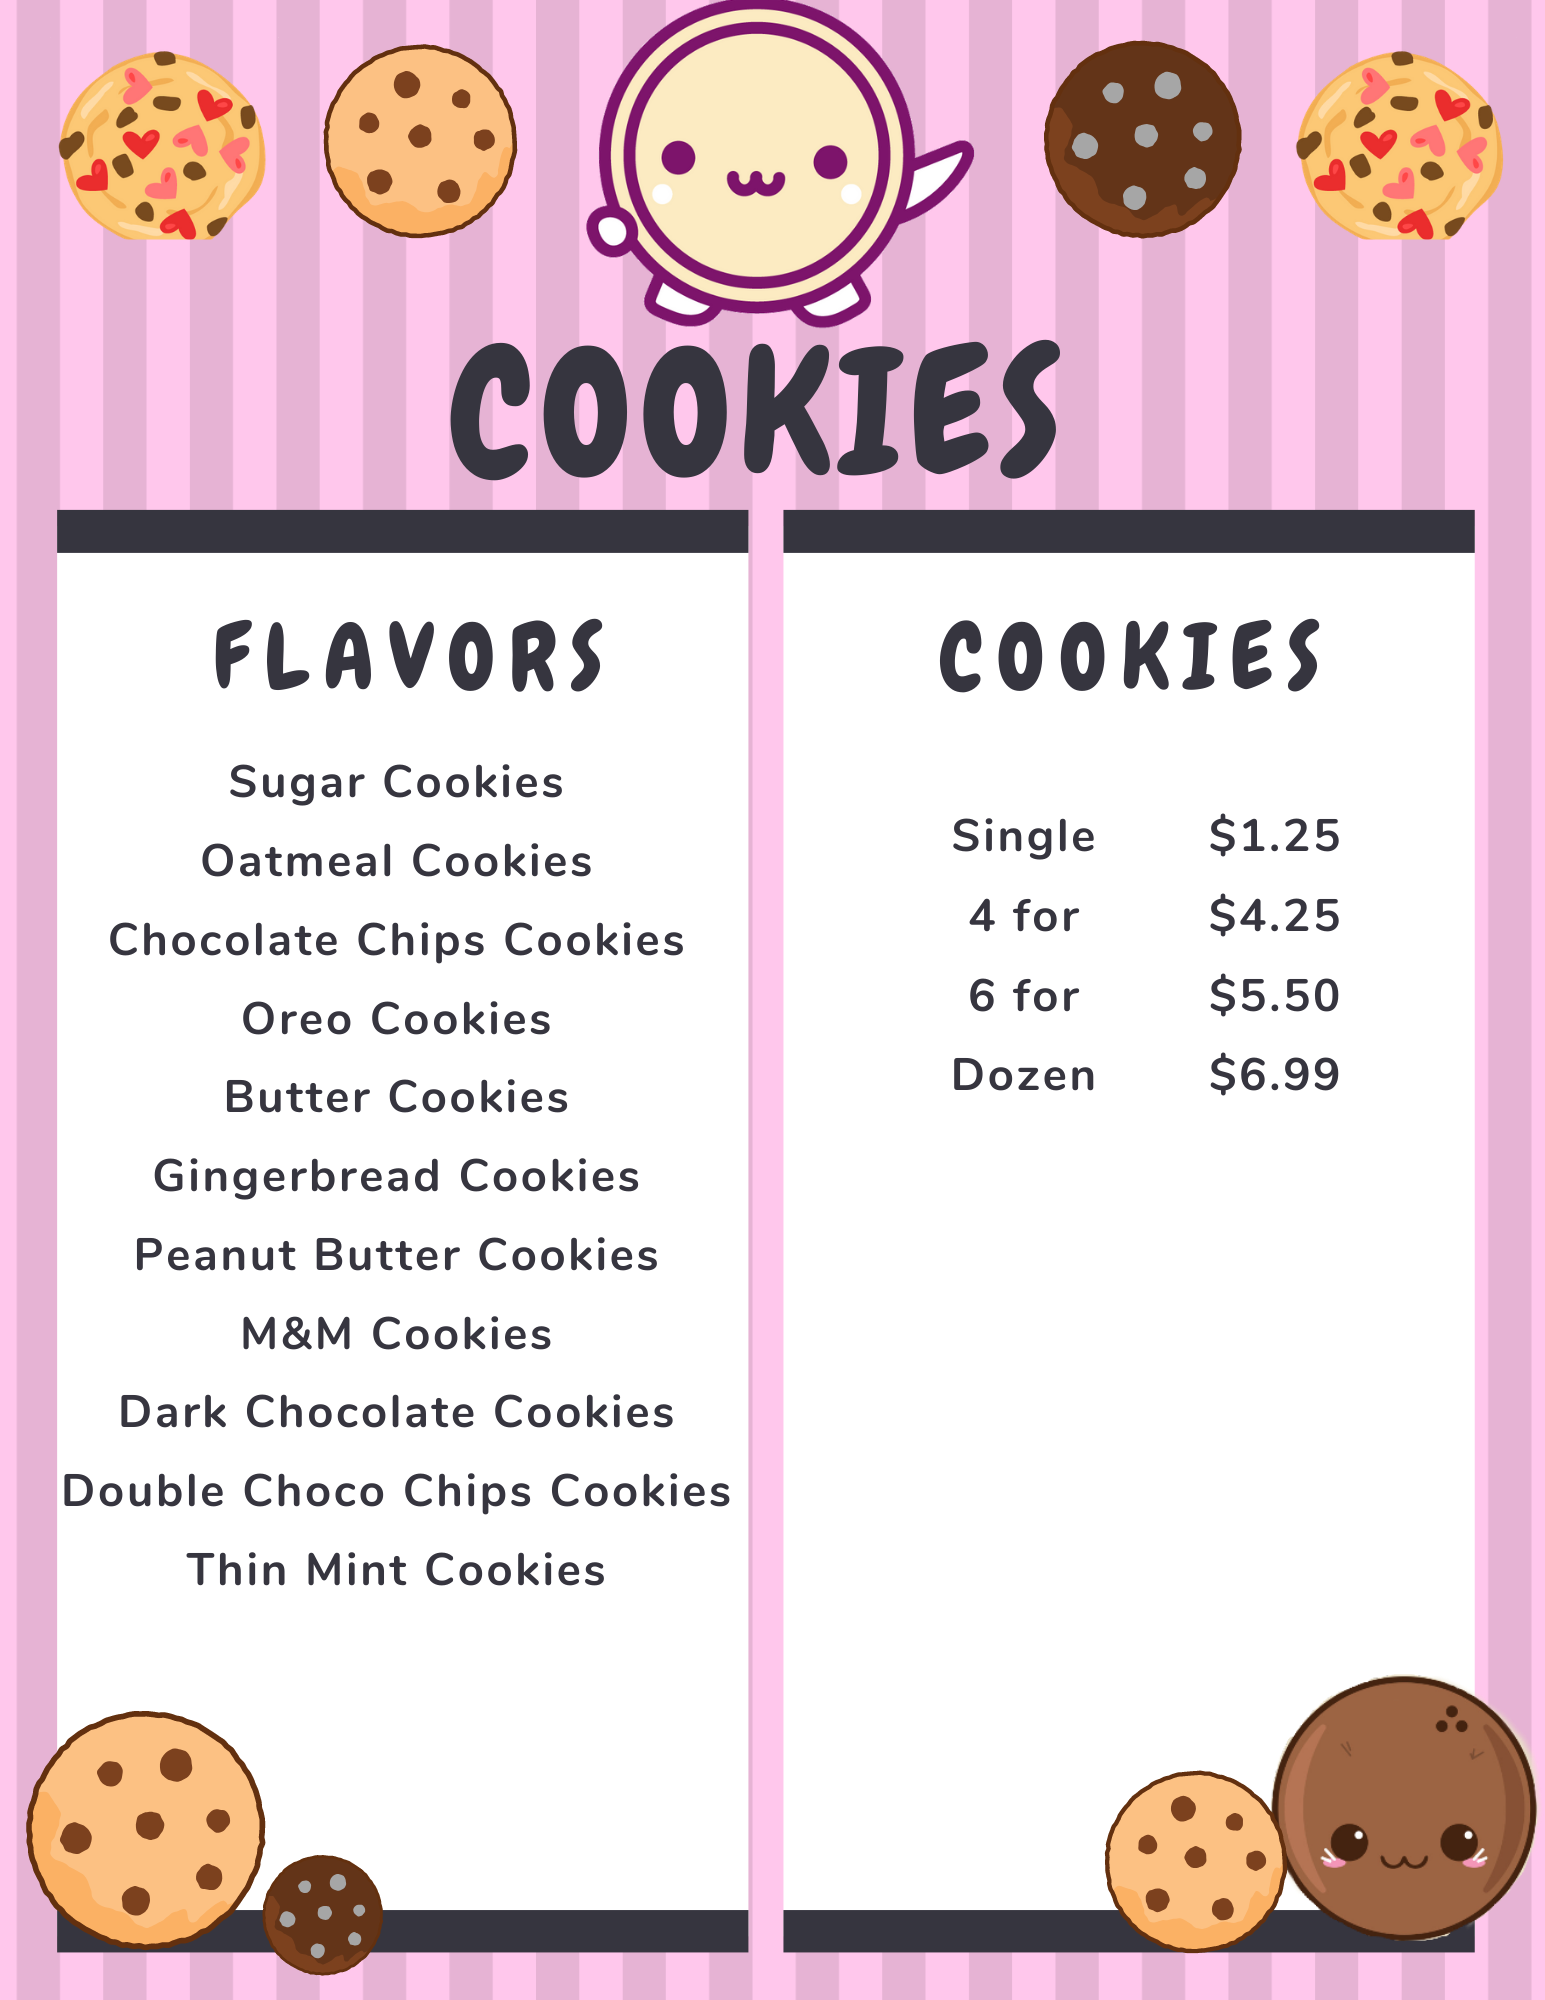 COOKIES
FLAVORS
Sugar Cookies
Oatmeal Cookies
Chocolate Chips Cookies
Oreo Cookies
Butter Cookies
Gingerbread Cookies
Peanut Butter Cookies
M&M Cookies
Dark Chocolate Cookies
Double Choco Chips Cookies
Thin Mint Cookies
COOKIES
Single $1.25
4 for $4.25
6 for $5.50
Dozen $6.99